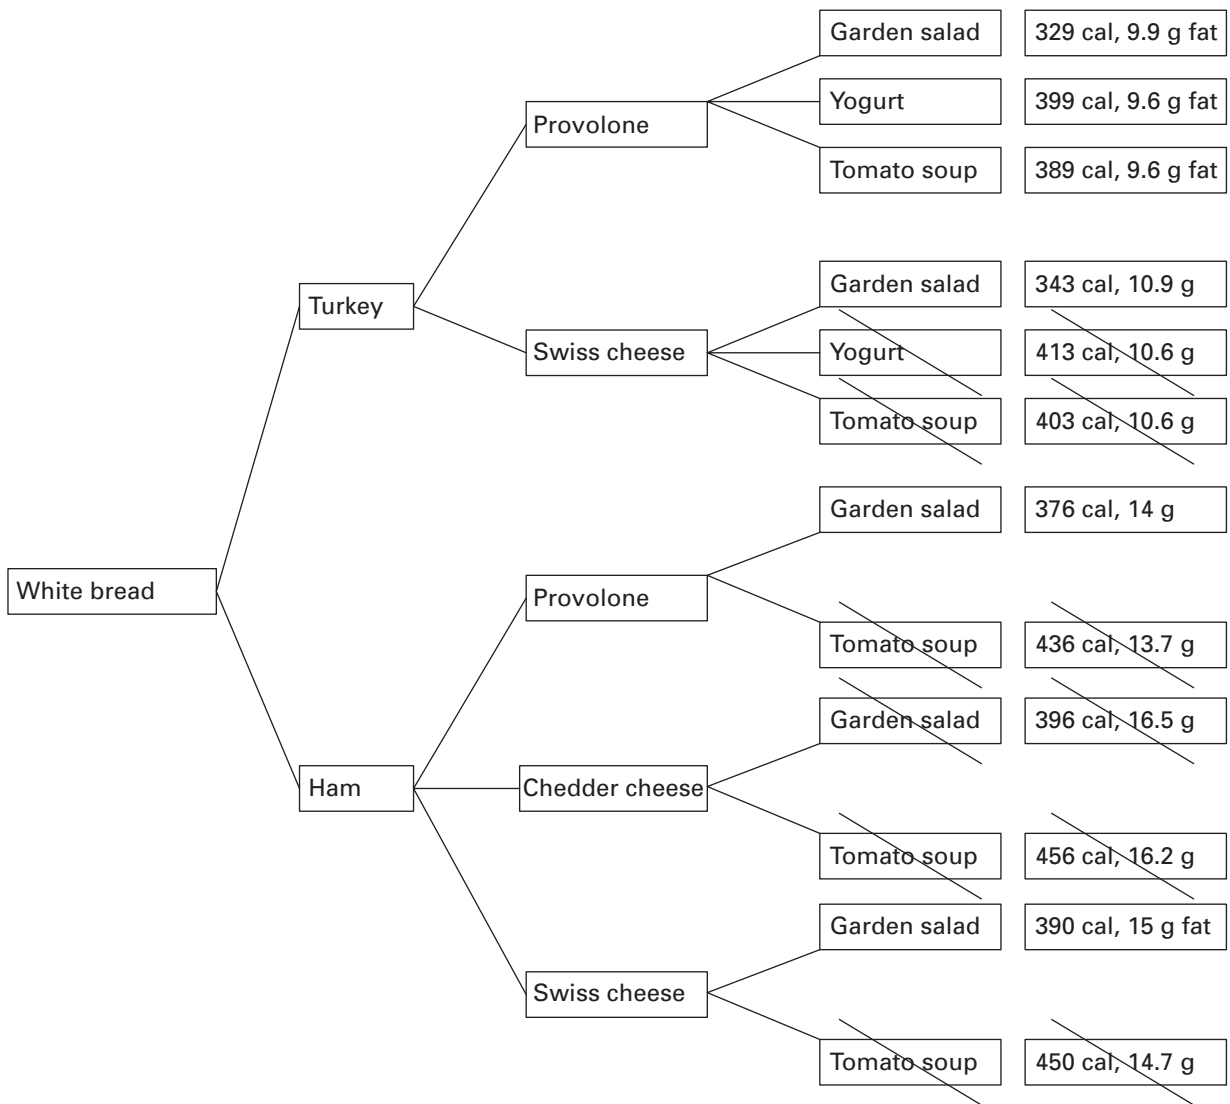 Garden salad 329 cal, 9.9 g fat
Yogurt 399 cal, 9.6 g fat
Provolone
Tomato soup 389 cal, 9.6 g fat
Garden salad 343 cal, 10.9 g
Turkey
Swiss cheese
Yogurt 413 cal, 10.6 g
Tomato soup 403 cal, 10.6 g
Garden salad 376 cal, 14 g
White bread
Provolone
Tomato soup 436 cal, 13.7 g
Garden salad 396 cal, 16.5 g
Ham
Chedder cheese
Tomato soup 456 cal, 16.2 g
Garden salad 390 cal, 15 g fat
Swiss cheese
Tomato soup 450 cal, 14.7 g